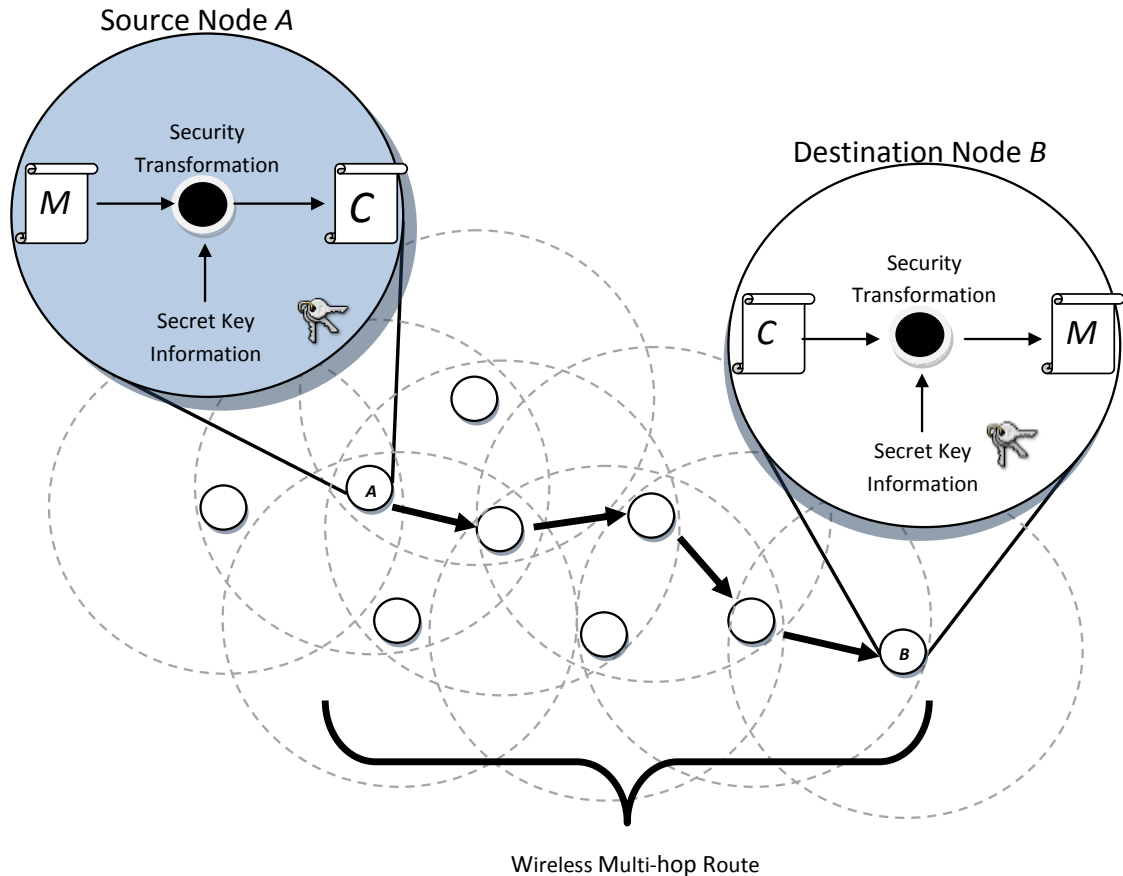 Source Node A
Security
Transformation
M
C
Secret Key
Information
Destination Node B
Security
Transformation
C
M
Secret Key
Information
A
B
Wireless Multi-hop Route